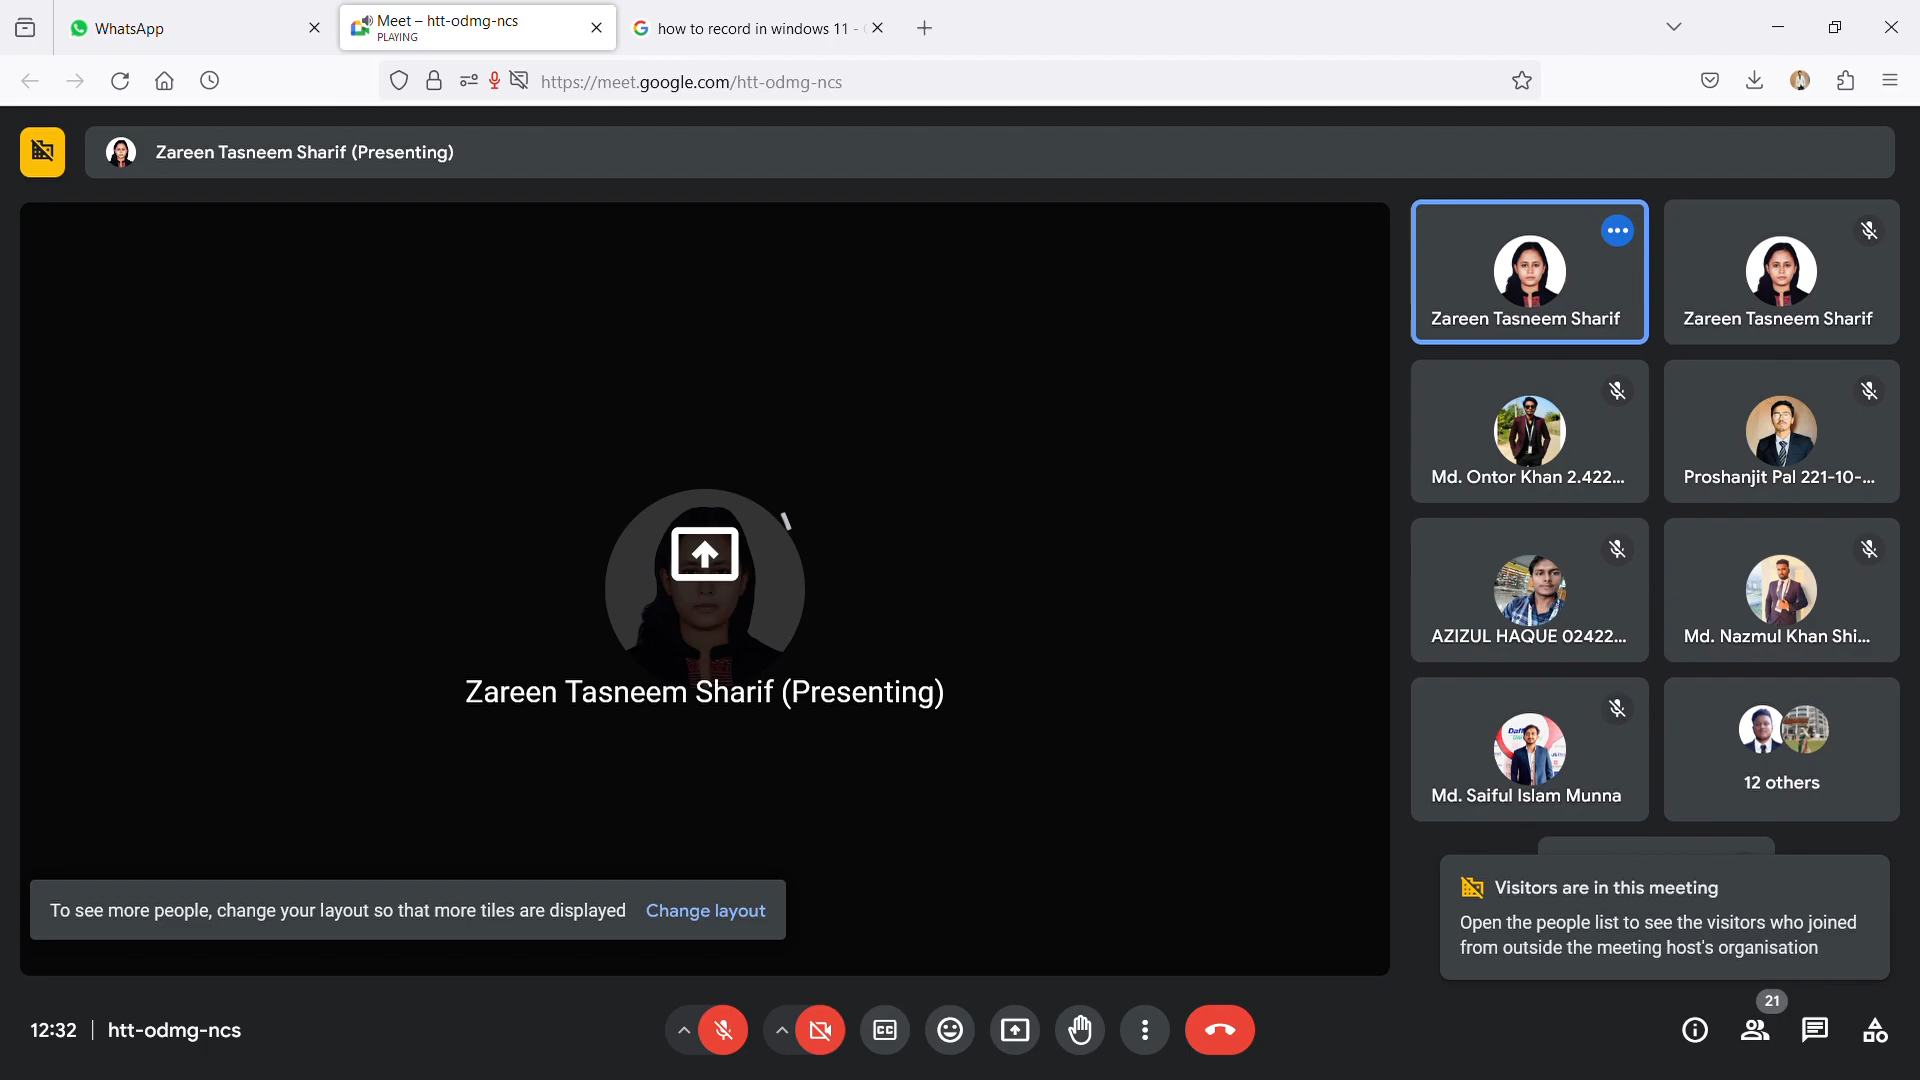 WhatsApp
Meet – htt-odmg-ncs
PLAYING
how to record in windows 11 -
https://meet.google.com/htt-odmg-ncs
Zareen Tasneem Sharif (Presenting)
Zareen Tasneem Sharif
Zareen Tasneem Sharif
Md. Ontor Khan 2.422...
Proshanjit Pal 221-10-...
AZIZUL HAQUE 02422...
Md. Nazmul Khan Shi...
Md. Saiful Islam Munna
12 others
Zareen Tasneem Sharif (Presenting)
To see more people, change your layout so that more tiles are displayed Change layout
Visitors are in this meeting
Open the people list to see the visitors who joined
from outside the meeting host's organisation
12:32 | htt-odmg-ncs
CC
21